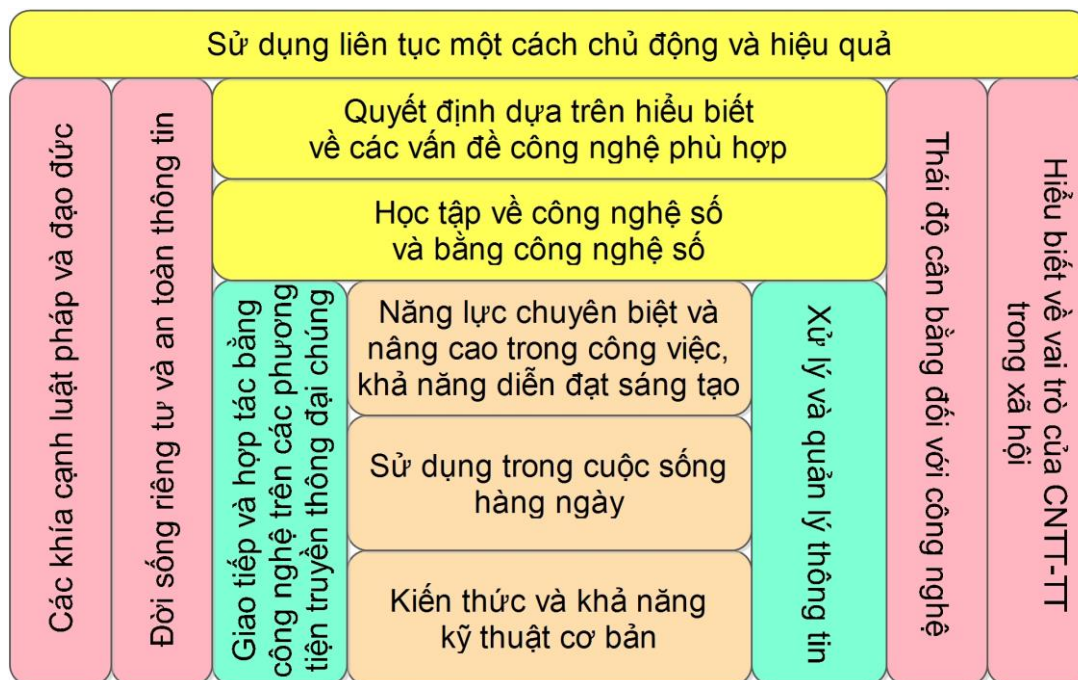 Sử dụng liên tục một cách chủ động và hiệu quả
Các khía cạnh luật pháp và đạo đức
Đời sống riêng tư và an toàn thông tin
Quyết định dựa trên hiểu biết
về các vấn đề công nghệ phù hợp
Học tập về công nghệ số
và bằng công nghệ số
Giao tiếp và hợp tác bằng
công nghệ trên các phương
tiện truyền thông đại chúng
Năng lực chuyên biệt và
nâng cao trong công việc,
khả năng diễn đạt sáng tạo
Sử dụng trong cuộc sống
hàng ngày
Kiến thức và khả năng
kỹ thuật cơ bản
Xử lý và quản lý thông tin
Thái độ cân bằng đối với công nghệ
Hiểu biết về vai trò của CNTT-TT
trong xã hội